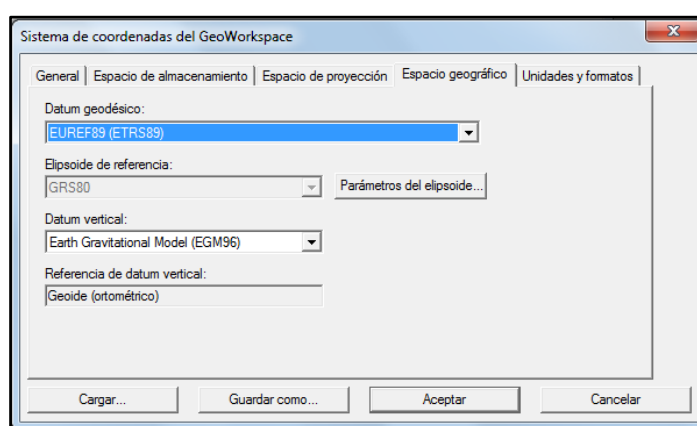 Sistema de coordenadas del GeoWorkspace
General Espacio de almacenamiento Espacio de proyección Espacio geográfico Unidades y formatos
Datum geodésico:
EUREF89 (ETRS89)
Elipsoide de referencia:
GRS80 Parámetros del elipsoide...
Datum vertical:
Earth Gravitational Model (EGM96)
Referencia de datum vertical:
Geoide (ortométrico)
Cargar... Guardar como... Aceptar Cancelar